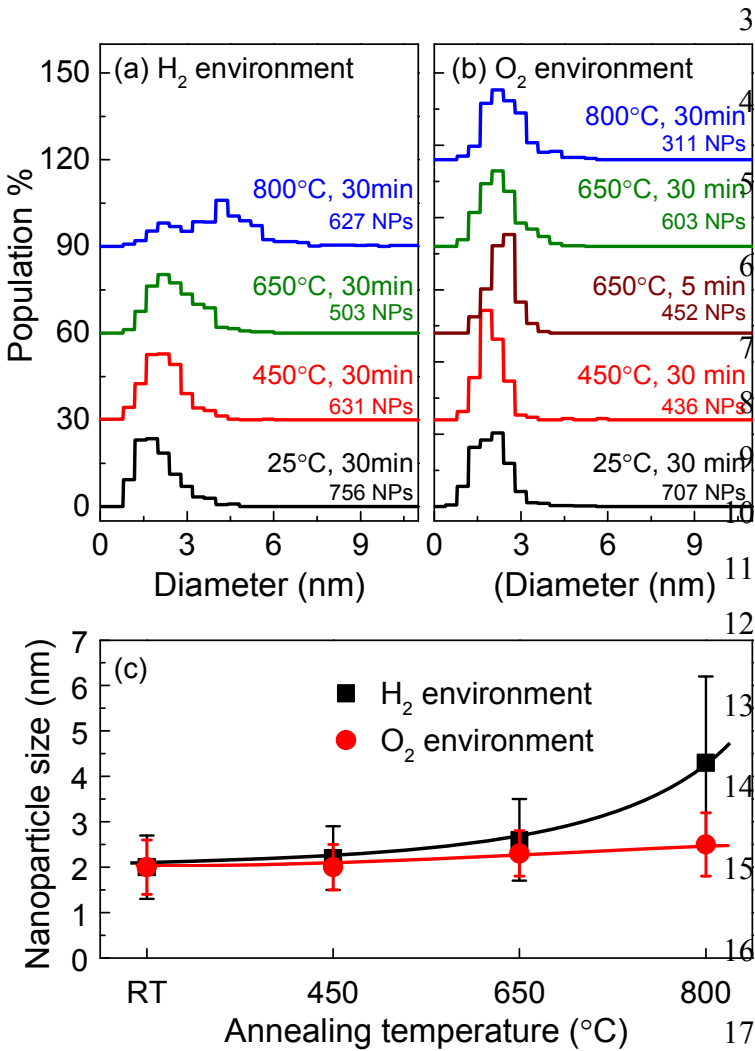 3
(a) H₂ environment
(b) O₂ environment
4
5
6
7
8
9
10
11
12
13
14
15
16
17
Population %
150
120
90
60
30
0
800°C, 30min
627 NPs
650°C, 30min
503 NPs
450°C, 30min
631 NPs
25°C, 30min
756 NPs
0 3 6 9
Diameter (nm)
800°C, 30min
311 NPs
650°C, 30 min
603 NPs
650°C, 5 min
452 NPs
450°C, 30 min
436 NPs
25°C, 30 min
707 NPs
0 3 6 9
(Diameter (nm)
(c)
Nanoparticle size (nm)
7
6
5
4
3
2
1
0
H₂ environment
O₂ environment
RT 450 650 800
Annealing temperature (°C)